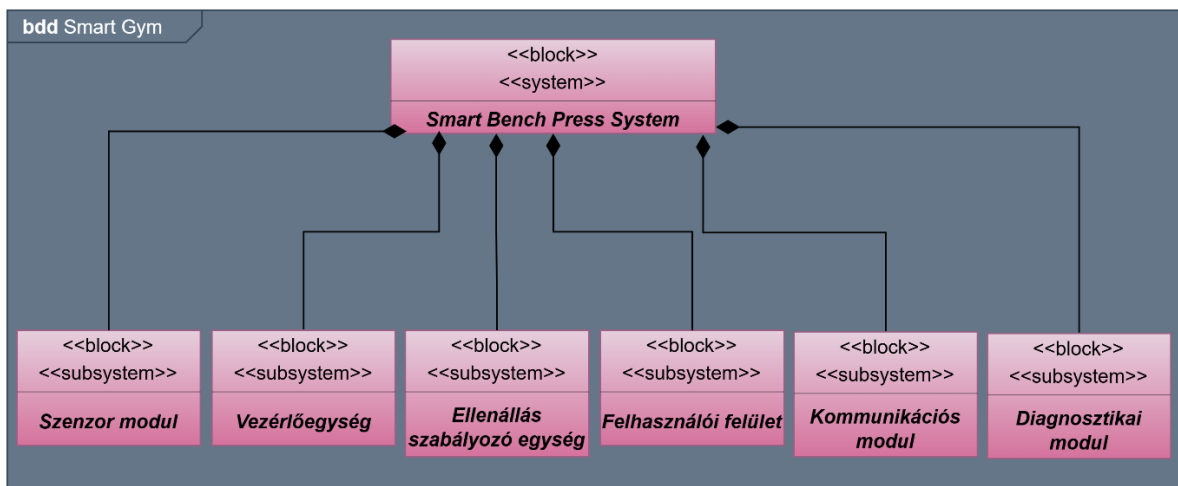 bdd Smart Gym
<<block>>
<<system>>
Smart Bench Press System
<<block>>
<<subsystem>>
Szenzor modul
<<block>>
<<subsystem>>
Vezérlőegység
<<block>>
<<subsystem>>
Ellenállás
szabályozó egység
<<block>>
<<subsystem>>
Felhasználói felület
<<block>>
<<subsystem>>
Kommunikációs
modul
<<block>>
<<subsystem>>
Diagnosztikai
modul